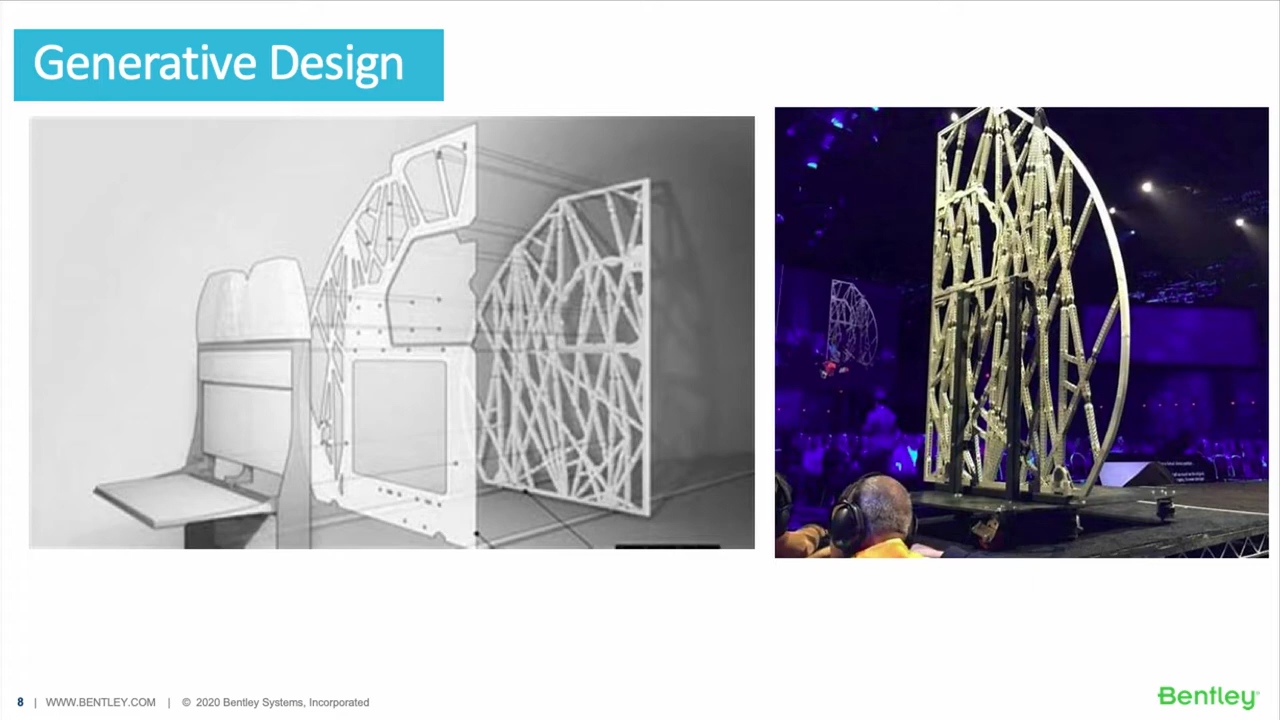 Generative Design
8 | WWW.BENTLEY.COM | © 2020 Bentley Systems, Incorporated
Bentley